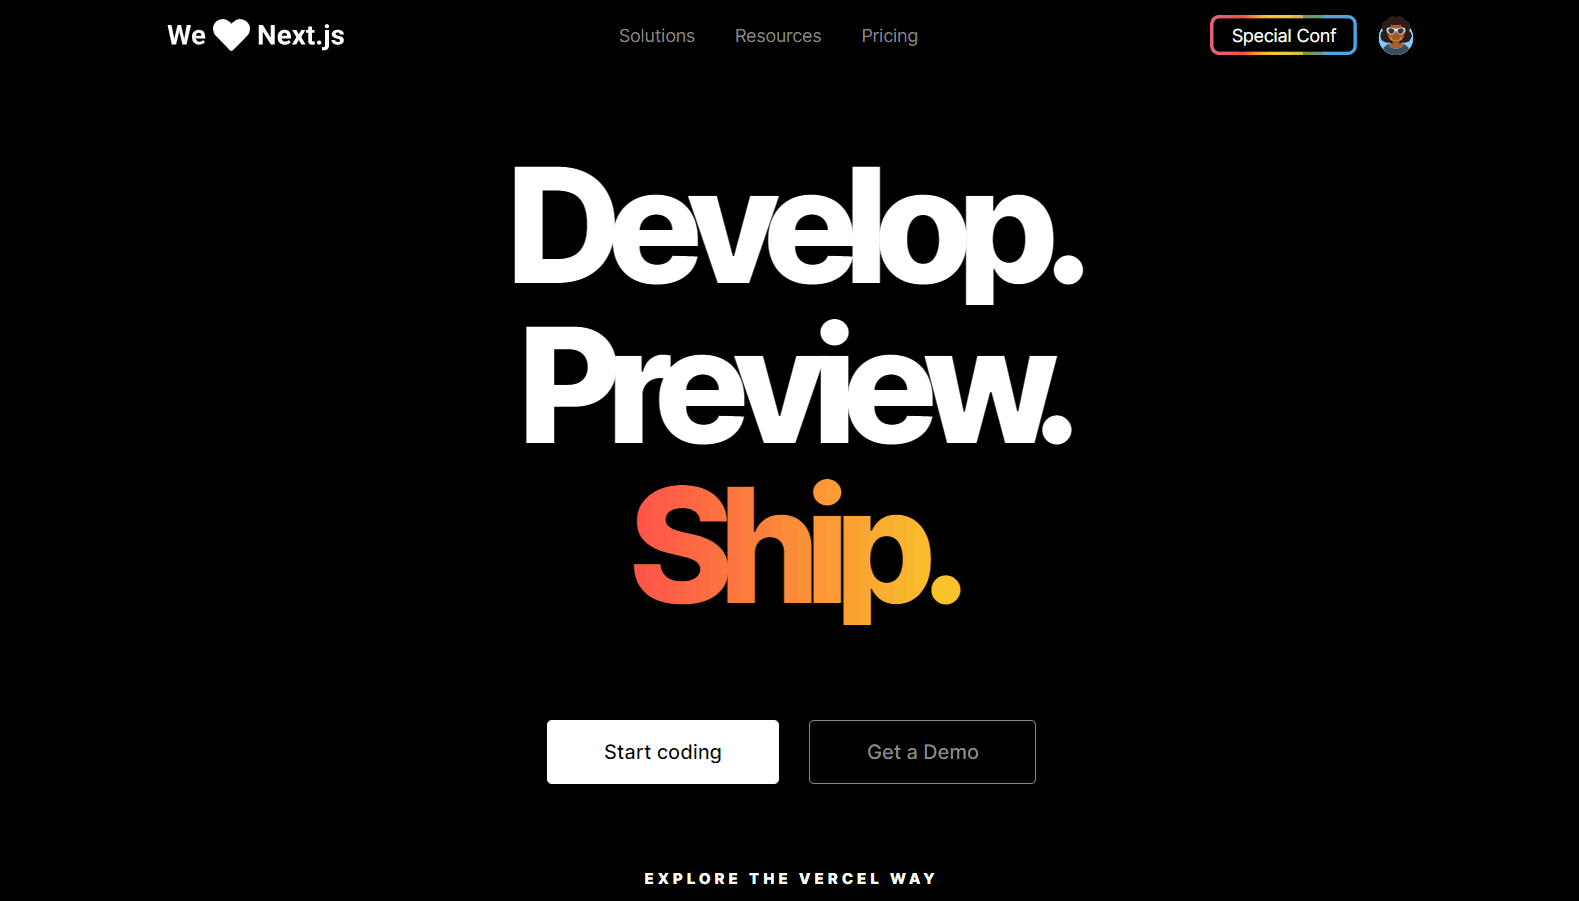 We Next.js
Solutions Resources Pricing
Special Conf
Develop.
Preview.
Ship.
Start coding
Get a Demo
EXPLORE THE VERCEL WAY